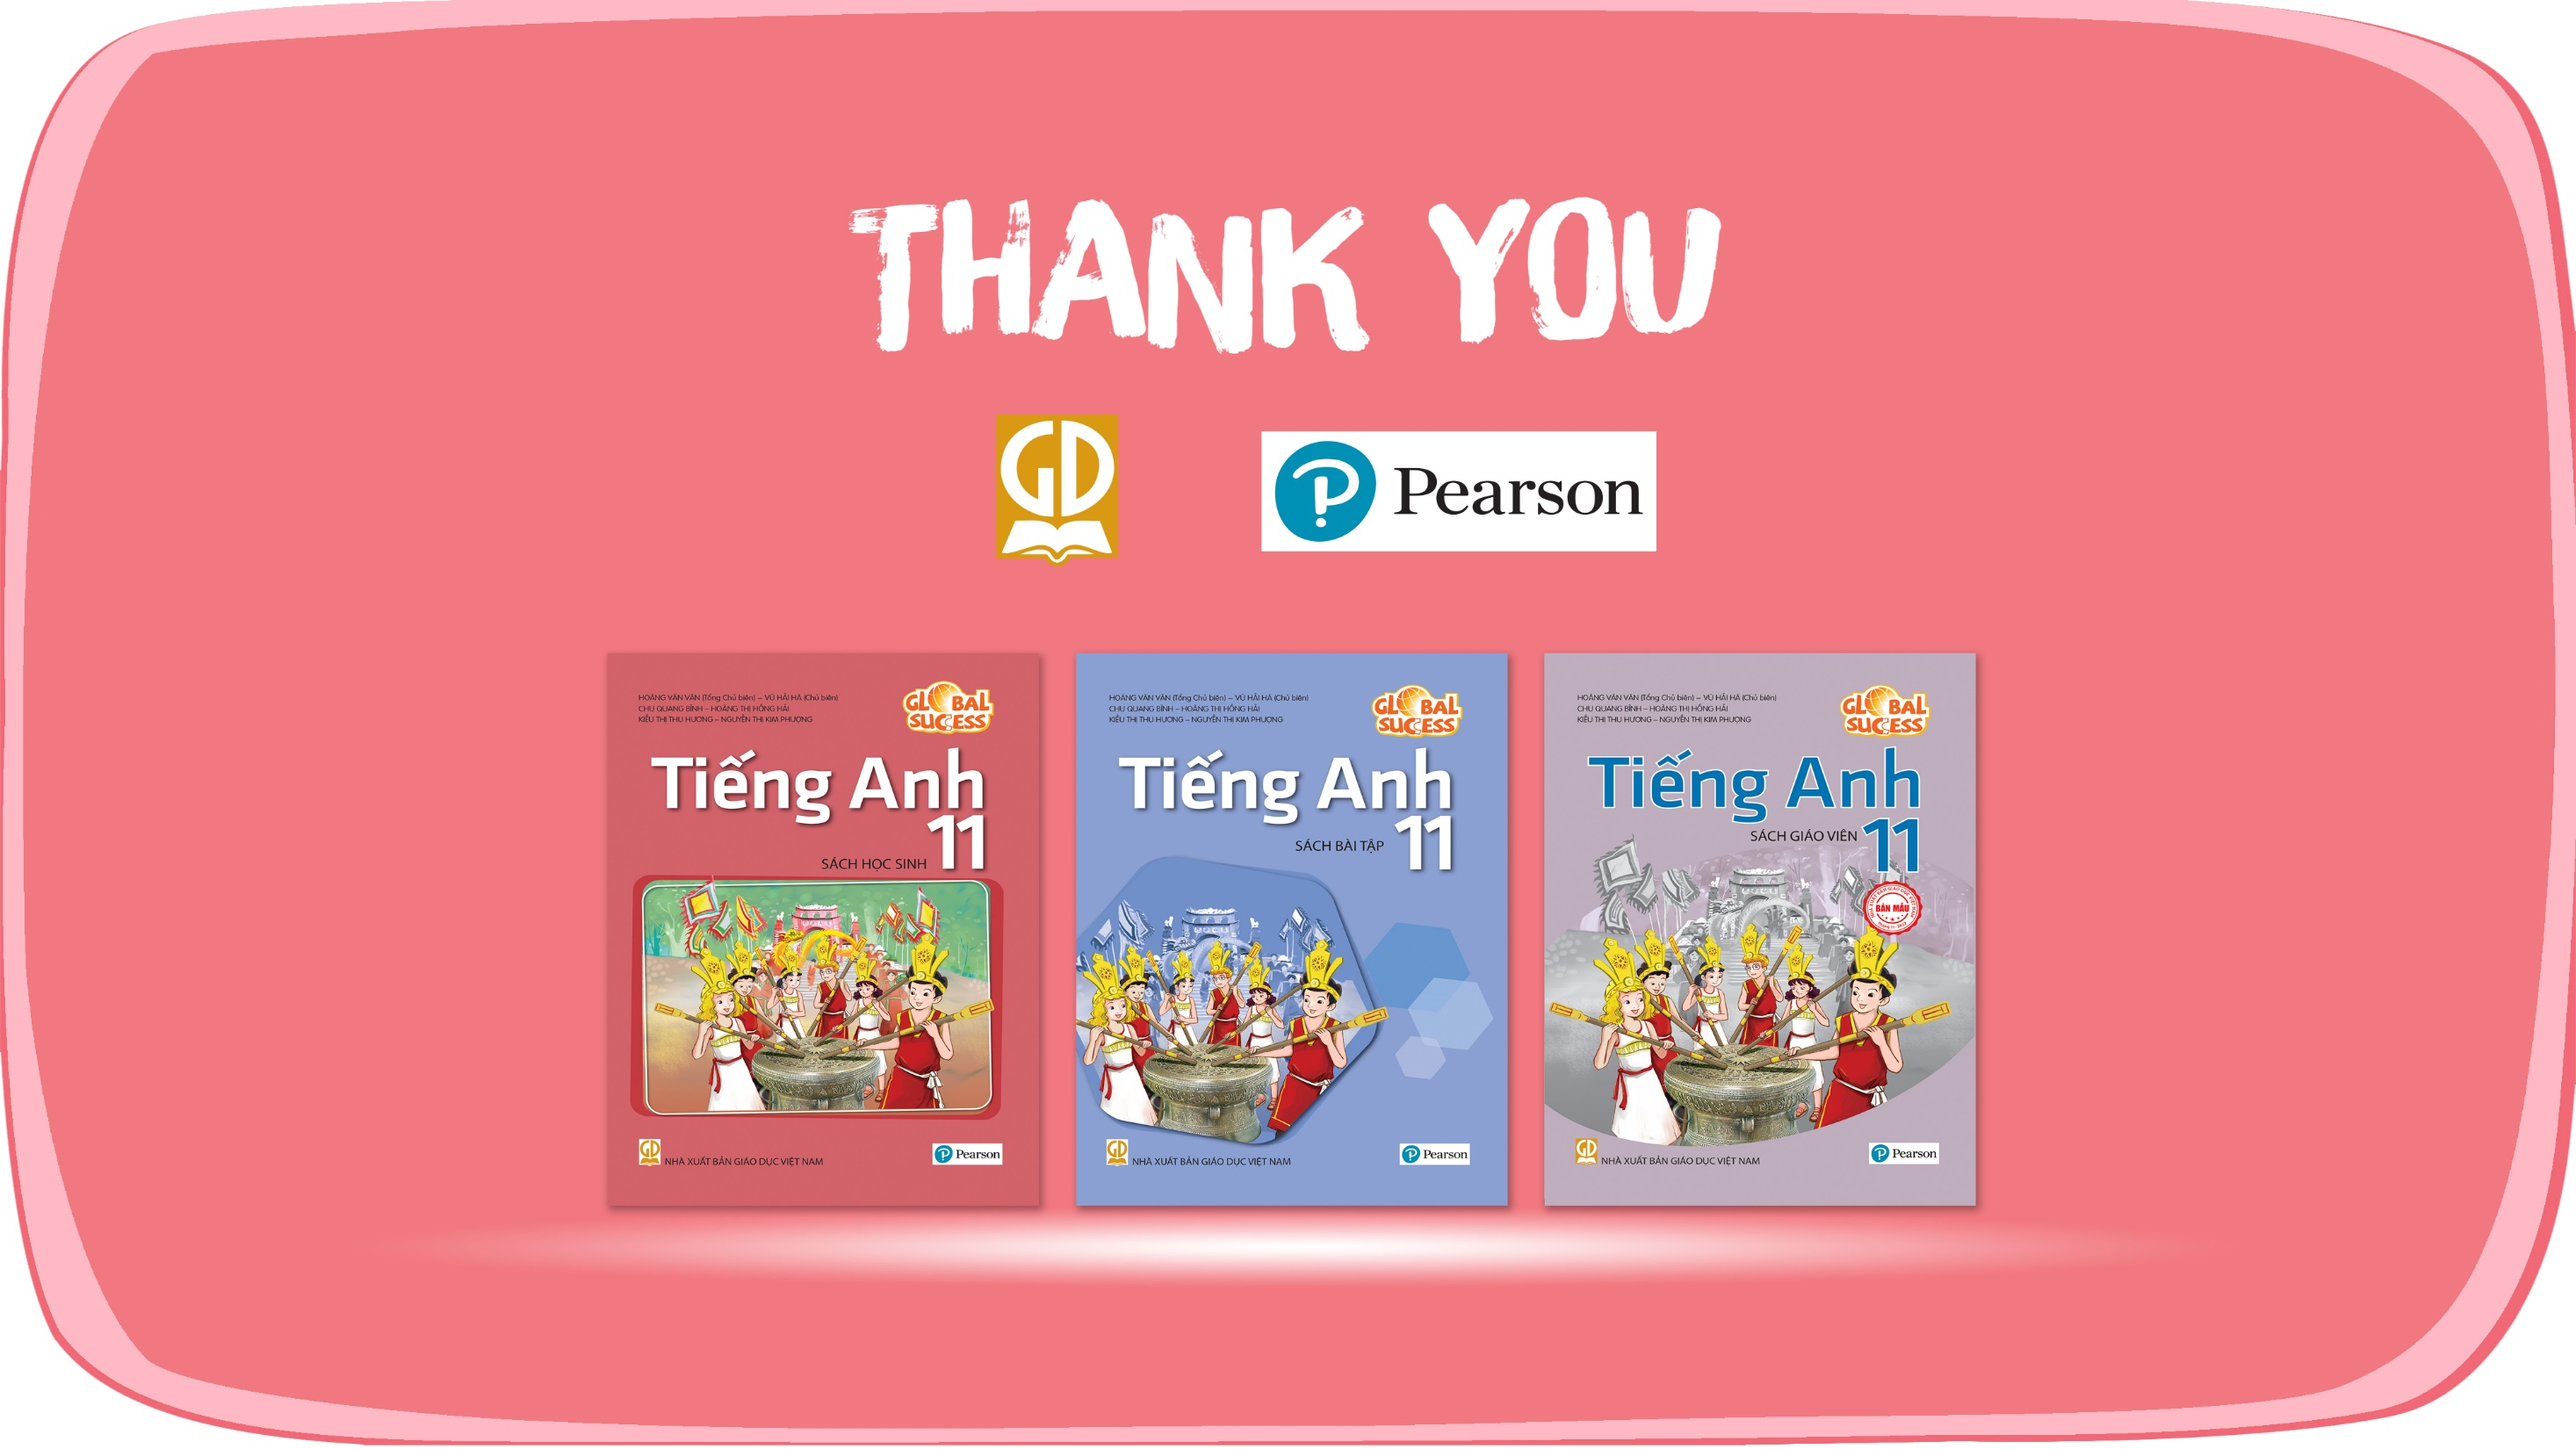 THANK YOU
GD
Pearson
HOÀNG VĂN VÂN (Tổng Chủ biên) – VŨ HẢI HÀ (Chủ biên)
CHU QUANG BÌNH – HOÀNG THỊ HỒNG HẢI
KIỀU THỊ THU HƯƠNG – NGUYỄN THỊ KIM PHƯỢNG
GLOBAL
SUCCESS
Tiếng Anh
11
SÁCH HỌC SINH
GD
NHÀ XUẤT BẢN GIÁO DỤC VIỆT NAM
Pearson
HOÀNG VĂN VÂN (Tổng Chủ biên) – VŨ HẢI HÀ (Chủ biên)
CHU QUANG BÌNH – HOÀNG THỊ HỒNG HẢI
KIỀU THỊ THU HƯƠNG – NGUYỄN THỊ KIM PHƯỢNG
GLOBAL
SUCCESS
Tiếng Anh
SÁCH BÀI TẬP 11
GD
NHÀ XUẤT BẢN GIÁO DỤC VIỆT NAM
Pearson
HOÀNG VĂN VÂN (Tổng Chủ biên) – VŨ HẢI HÀ (Chủ biên)
CHU QUANG BÌNH – HOÀNG THỊ HỒNG HẢI
KIỀU THỊ THU HƯƠNG – NGUYỄN THỊ KIM PHƯỢNG
GLOBAL
SUCCESS
Tiếng Anh
SÁCH GIÁO VIÊN 11
BẢN MẪU
GD
NHÀ XUẤT BẢN GIÁO DỤC VIỆT NAM
Pearson